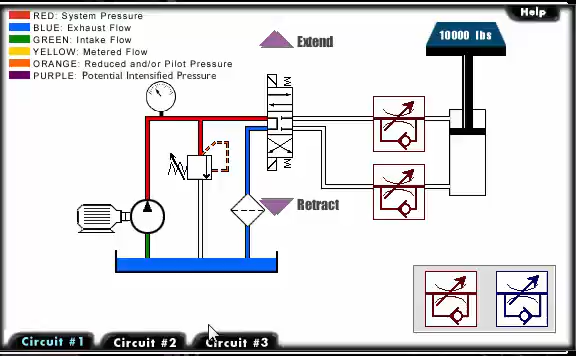 RED: System Pressure
BLUE: Exhaust Flow
GREEN: Intake Flow
YELLOW: Metered Flow
ORANGE: Reduced and/or Pilot Pressure
PURPLE: Potential Intensified Pressure
Help
Extend
10000 lbs
Retract
Circuit #1
Circuit #2
Circuit #3